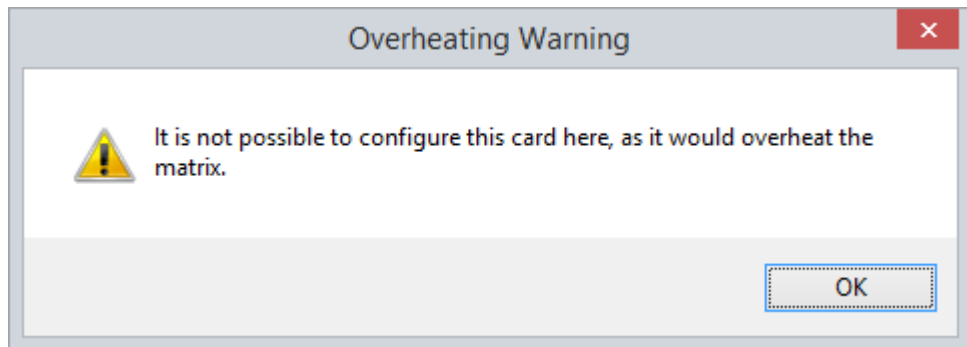 Overheating Warning
It is not possible to configure this card here, as it would overheat the
matrix.
OK